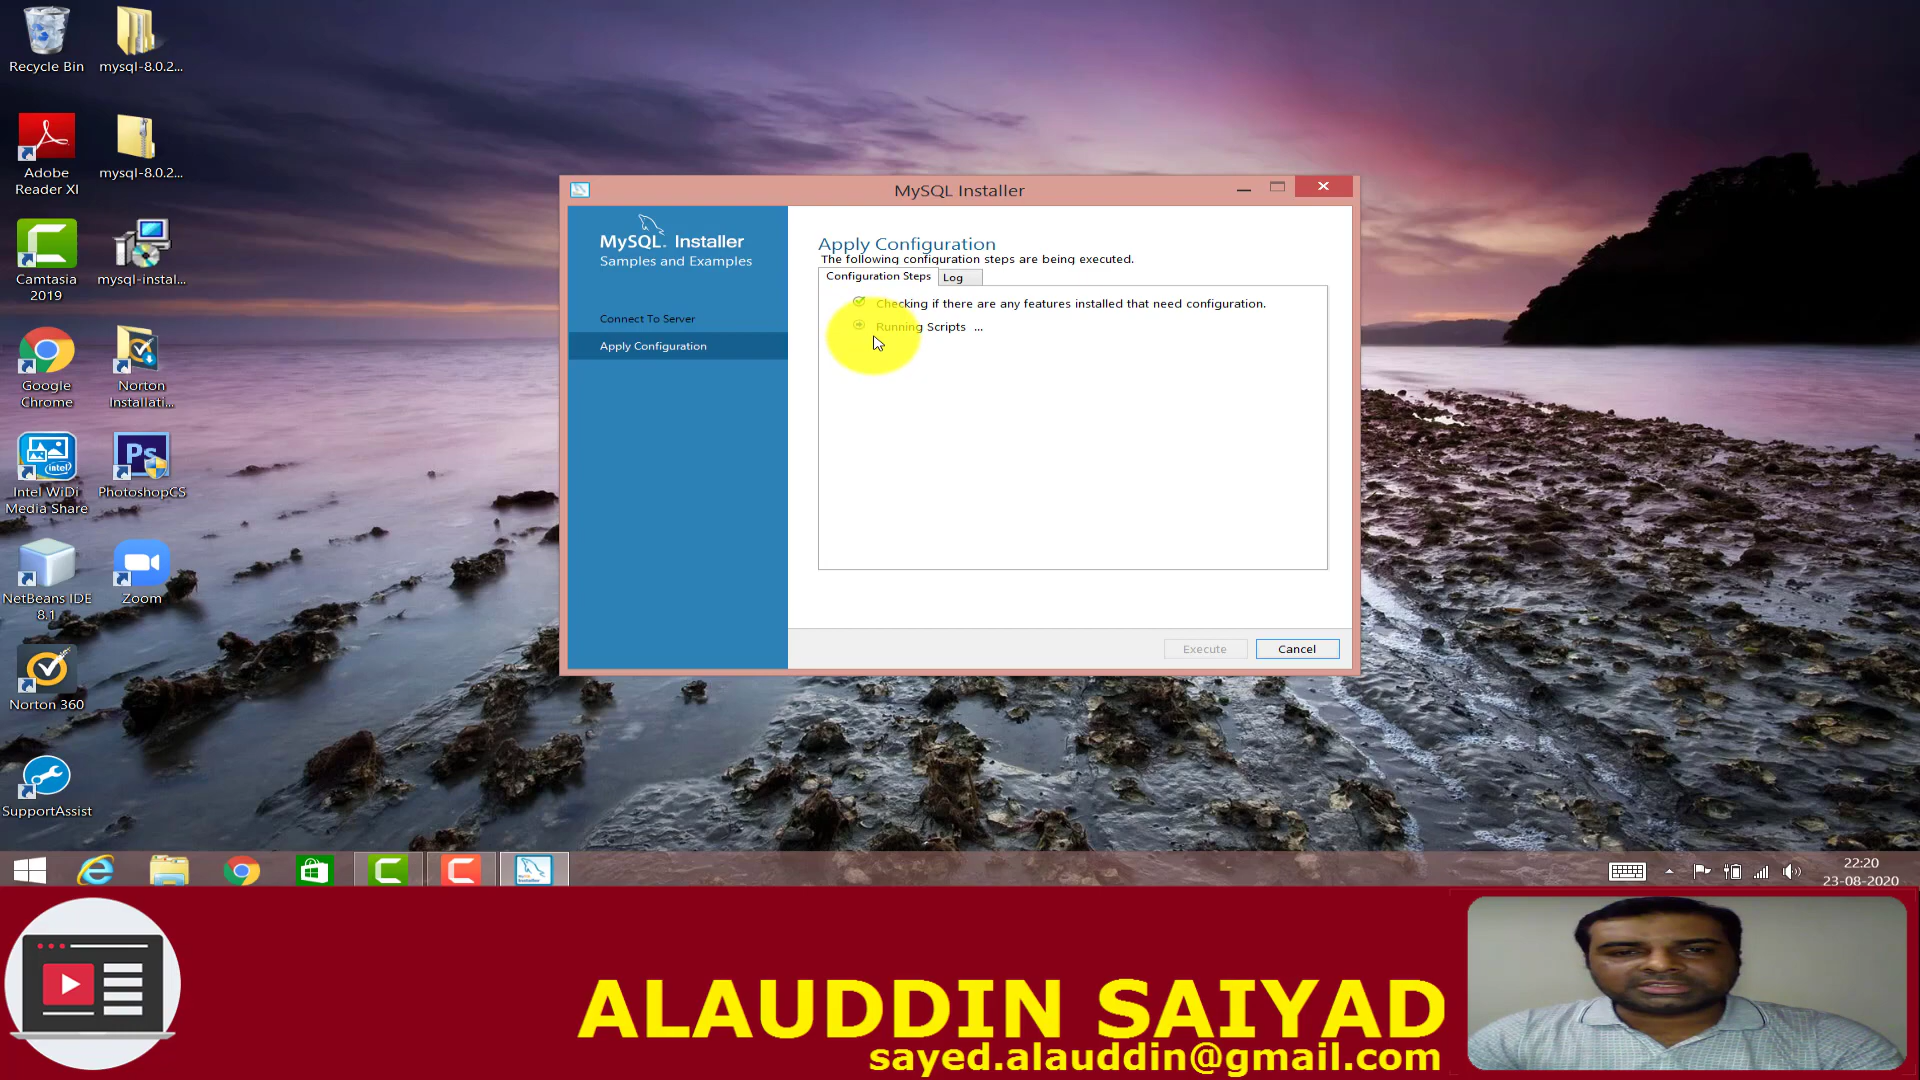 Recycle Bin
mysql-8.0.2...
Adobe
Reader XI
mysql-8.0.2...
Camtasia
2019
mysql-instal...
Google
Chrome
Norton
Installati...
Intel WiDi
Media Share
PhotoshopCS
NetBeans IDE
8.1
Zoom
Norton 360
SupportAssist
Ps
intel
MySQL Installer
MySQL. Installer
Samples and Examples
Connect To Server
Apply Configuration
Apply Configuration
The following configuration steps are being executed.
Configuration Steps
Log
Checking if there are any features installed that need configuration.
Running Scripts ...
Execute
Cancel
22:20
23-08-2020
ALAUDDIN SAIYAD
sayed.alauddin@gmail.com